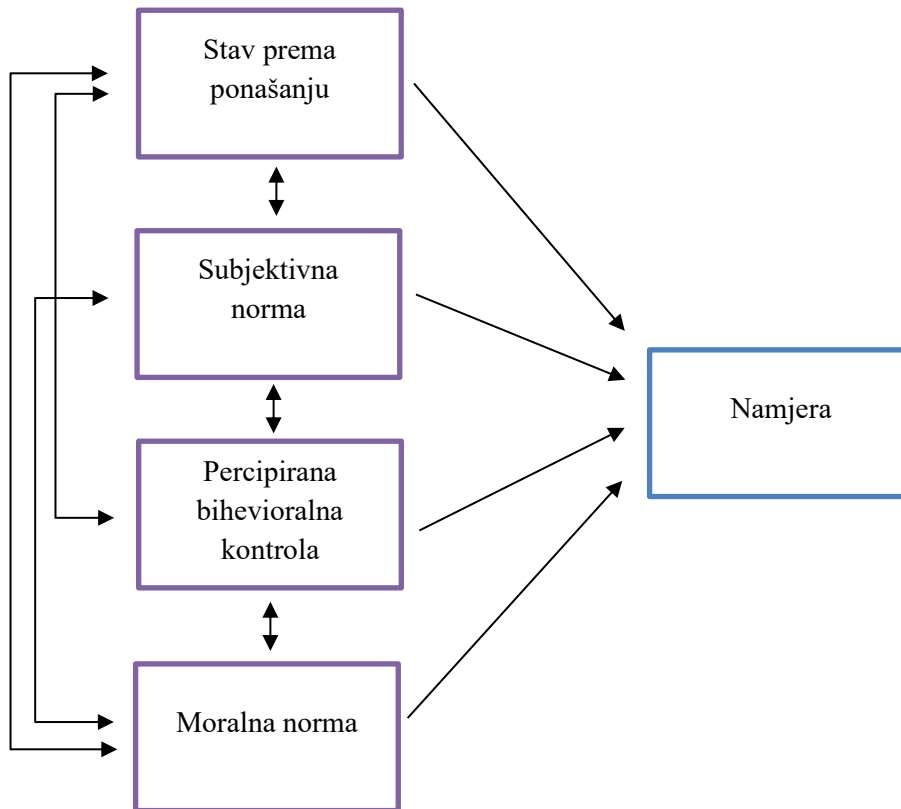 Stav prema
ponašanju
Subjektivna
norma
Namjera
Percipirana
bihevioralna
kontrola
Moralna norma